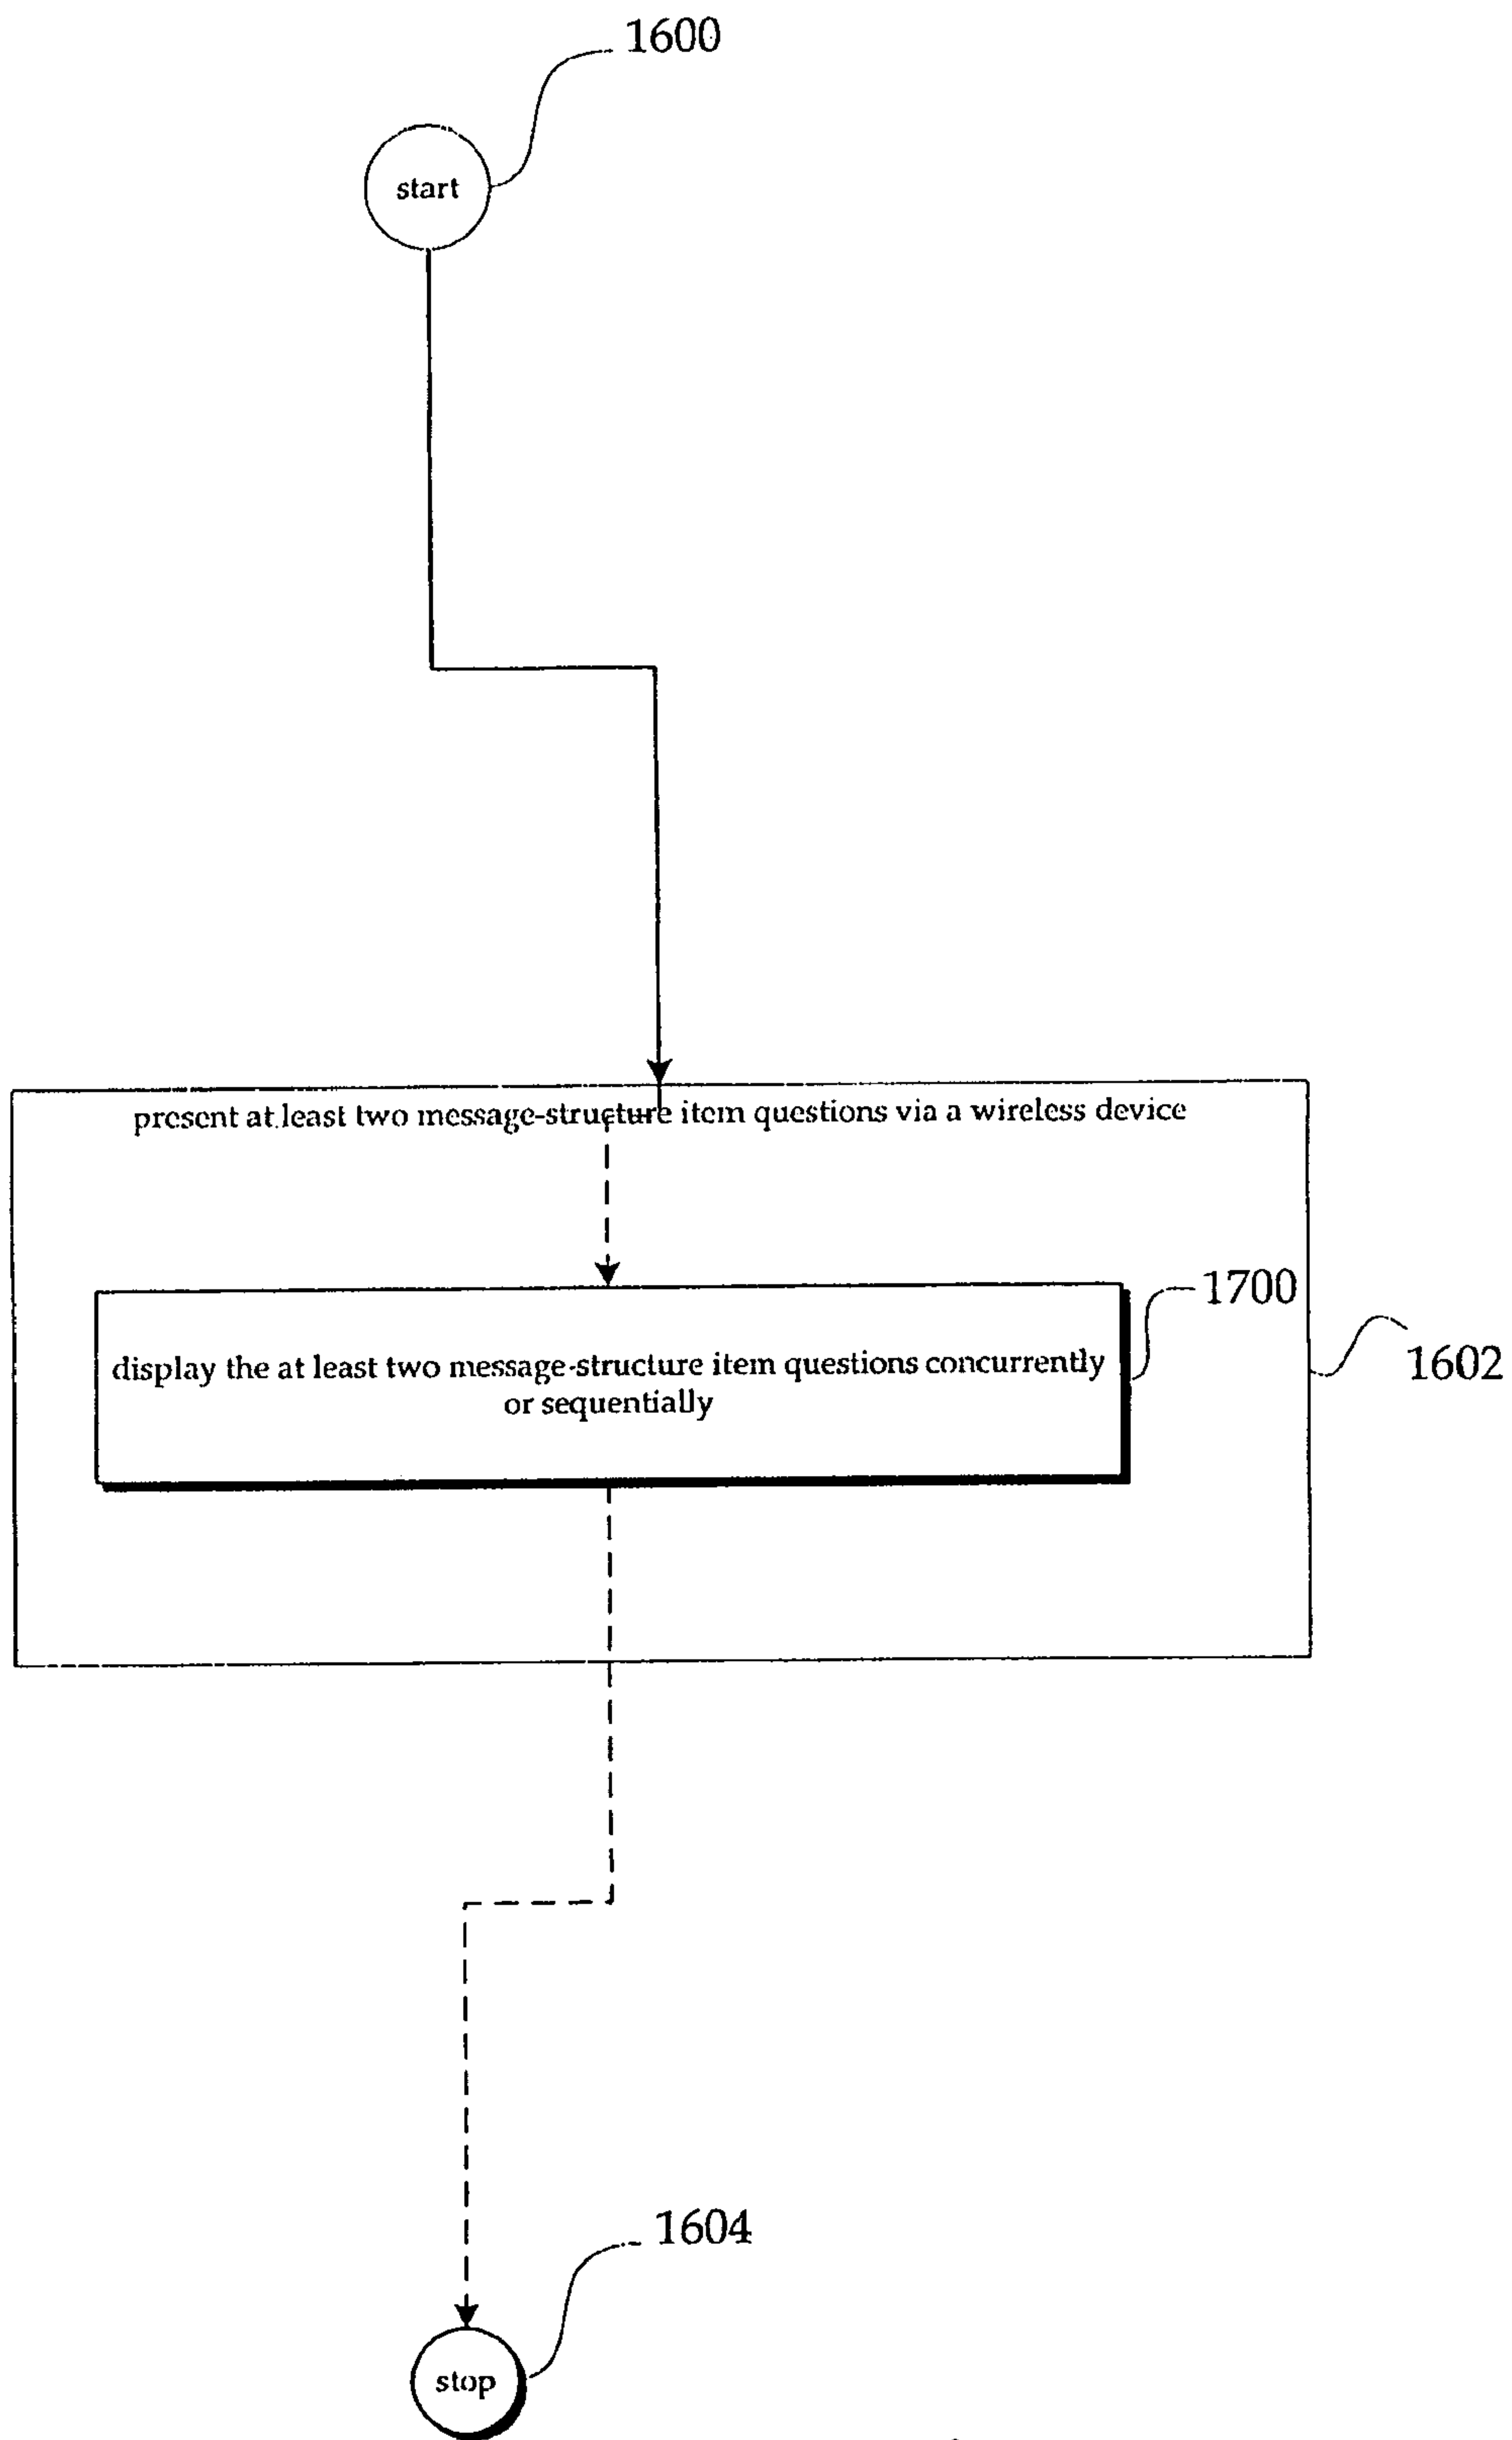 1600
start
present at least two message-structure item questions via a wireless device
1700
display the at least two message-structure item questions concurrently
or sequentially
1602
1604
stop